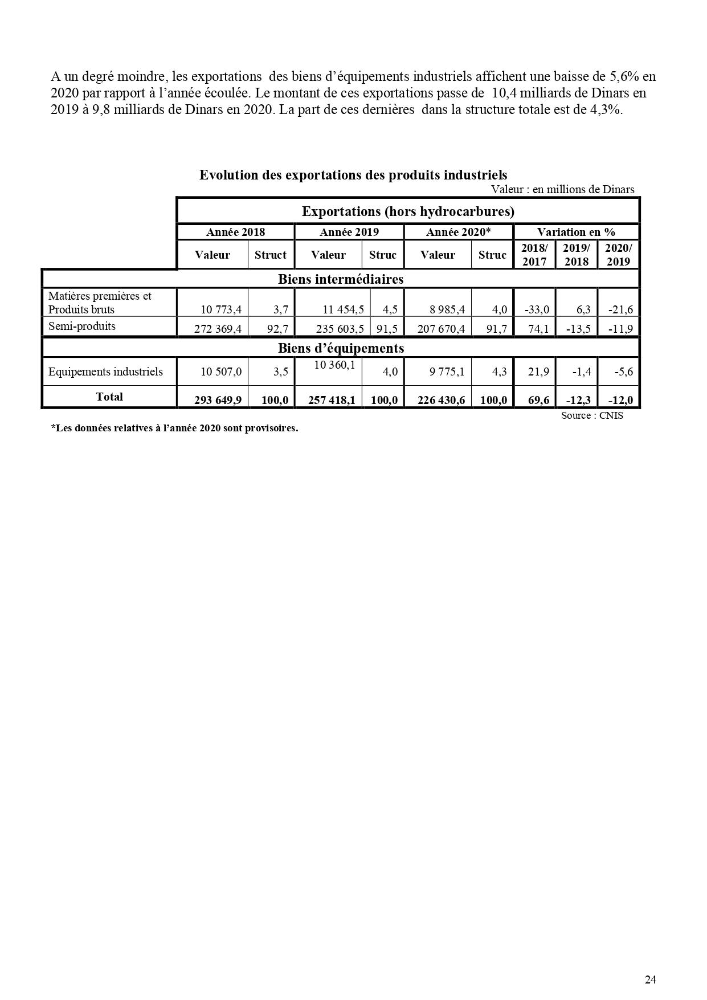 A un degré moindre, les exportations  des biens d’équipements industriels affichent une baisse de 5,6% en
2020 par rapport à l’année écoulée. Le montant de ces exportations passe de  10,4 milliards de Dinars en
2019 à 9,8 milliards de Dinars en 2020. La part de ces dernières  dans la structure totale est de 4,3%.
Evolution des exportations des produits industriels
Valeur : en millions de Dinars
Exportations (hors hydrocarbures)
Année 2018 Année 2019 Année 2020* Variation en %
Valeur Struct Valeur Struc Valeur Struc 2018/ 2019/ 2020/
2017 2018 2019
Biens intermédiaires
Matières premières et
Produits bruts 10 773,4 3,7 11 454,5 4,5 8 985,4 4,0 -33,0 6,3 -21,6
Semi-produits 272 369,4 92,7 235 603,5 91,5 207 670,4 91,7 74,1 -13,5 -11,9
Biens d’équipements
Equipements industriels 10 507,0 3,5 10 360,1 4,0 9 775,1 4,3 21,9 -1,4 -5,6
Total 293 649,9 100,0 257 418,1 100,0 226 430,6 100,0 69,6 -12,3 -12,0
Source : CNIS
*Les données relatives à l’année 2020 sont provisoires.
24